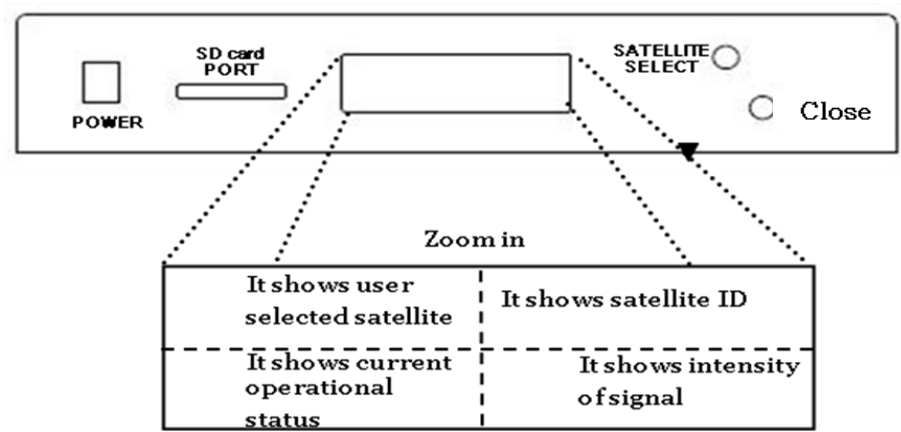 SD card
PORT
POWER
SATELLITE
SELECT
Close
Zoom in
It shows user
selected satellite
It shows satellite ID
It shows current
operational
status
It shows intensity
of signal